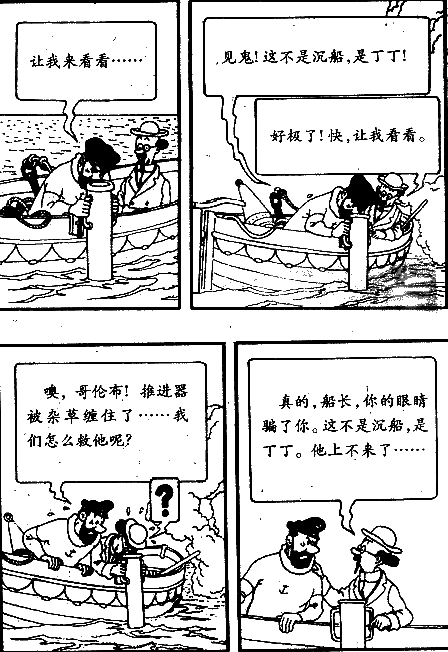 让我来看看……
见鬼!这不是沉船,是丁丁!
好极了!快,让我看看。
噢,哥伦布! 推进器
被杂草缠住了……我
们怎么救他呢?
?
真的,船长,你的眼睛
骗了你。这不是沉船,是
丁丁。他上不来了……